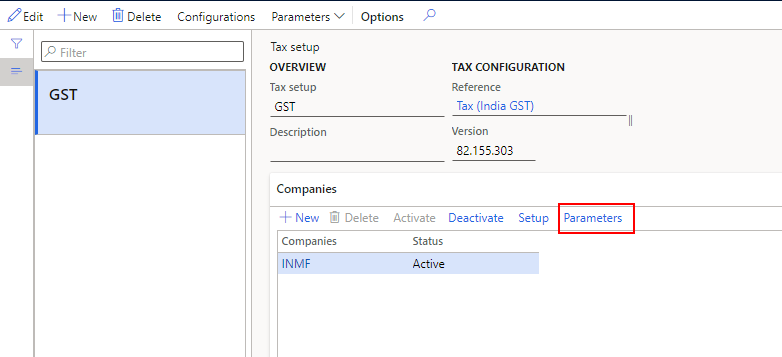 Edit New Delete Configurations Parameters Options
Filter
GST
Tax setup
OVERVIEW TAX CONFIGURATION
Tax setup Reference
GST Tax (India GST)
Description Version
82.155.303
Companies
New Delete Activate Deactivate Setup Parameters
Companies Status
INMF Active